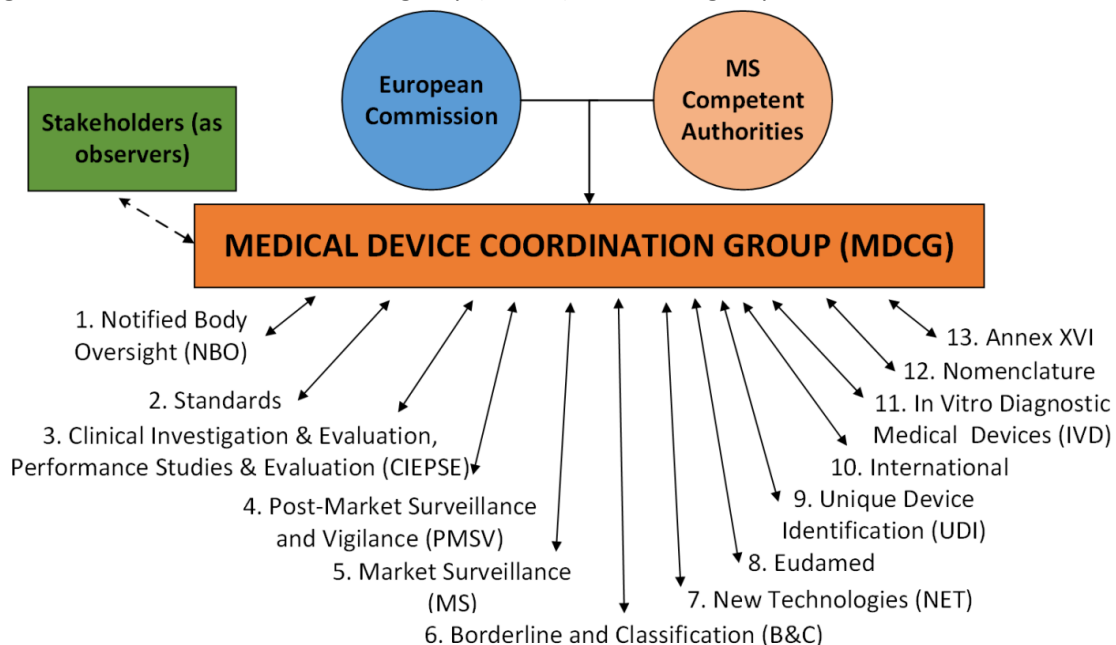 European
Commission
MS
Competent
Authorities
Stakeholders (as
observers)
MEDICAL DEVICE COORDINATION GROUP (MDCG)
1. Notified Body
Oversight (NBO)
2. Standards
3. Clinical Investigation & Evaluation,
Performance Studies & Evaluation (CIEPSE)
4. Post-Market Surveillance
and Vigilance (PMSV)
5. Market Surveillance
(MS)
6. Borderline and Classification (B&C)
7. New Technologies (NET)
8. Eudamed
9. Unique Device
Identification (UDI)
10. International
11. In Vitro Diagnostic
Medical Devices (IVD)
12. Nomenclature
13. Annex XVI